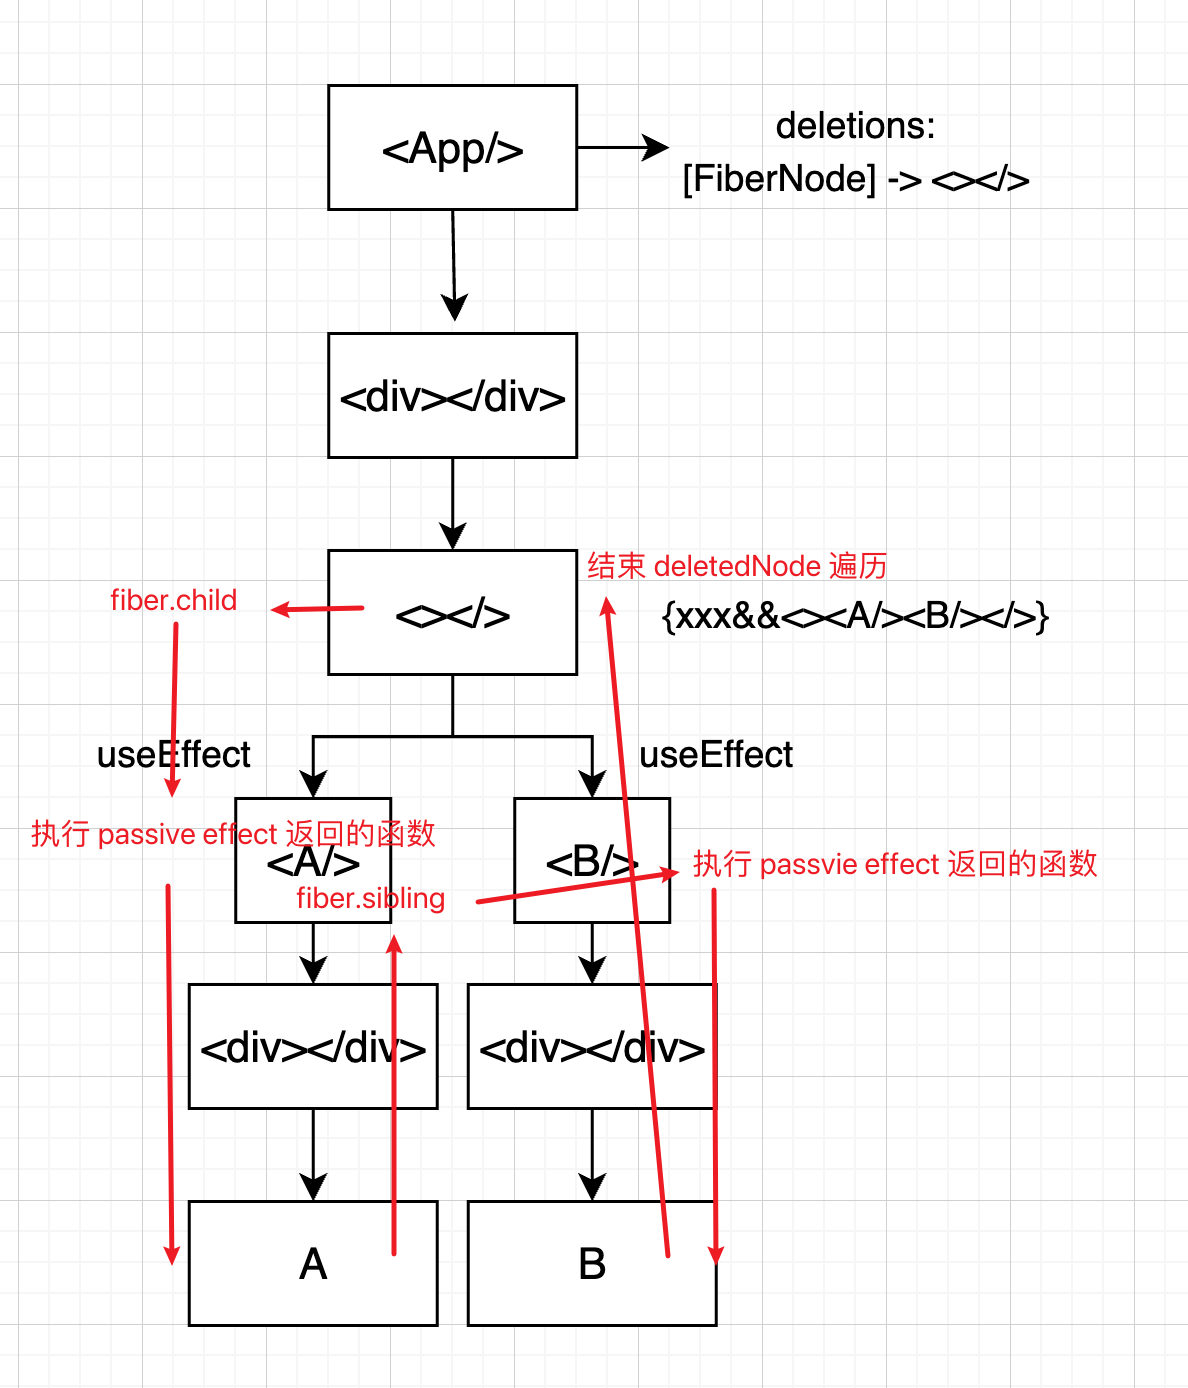 <App/>
deletions:
[FiberNode] -> <></>
<div></div>
结束 deletedNode 遍历
fiber.child
<></>
{xxx&&<><A/><B/></>}
useEffect
useEffect
执行 passive effect 返回的函数
<A/>
<B/>
执行 passvie effect 返回的函数
fiber.sibling
<div></div>
<div></div>
A
B